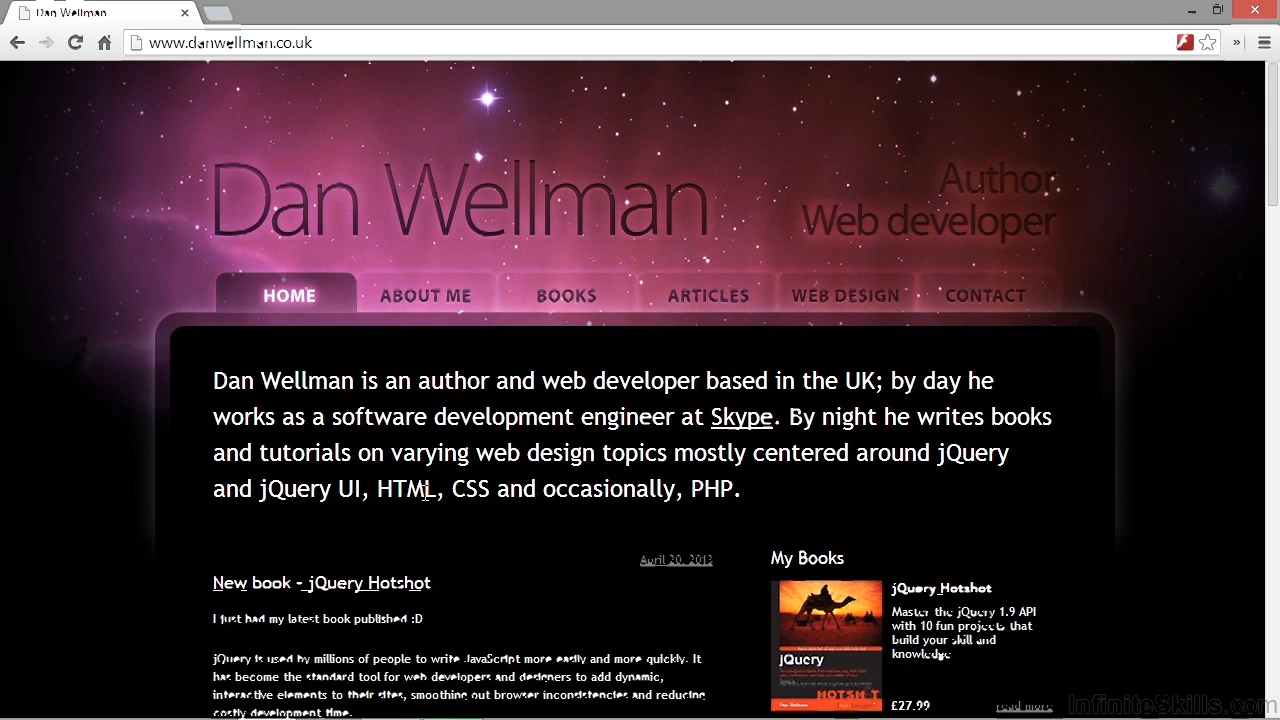 Dan Wellman
www.danwellman.co.uk
Dan Wellman
Author
Web developer
HOME
ABOUT ME
BOOKS
ARTICLES
WEB DESIGN
CONTACT
Dan Wellman is an author and web developer based in the UK; by day he
works as a software development engineer at Skype. By night he writes books
and tutorials on varying web design topics mostly centered around jQuery
and jQuery UI, HTML, CSS and occasionally, PHP.
April 20, 2013
New book - jQuery Hotshot
I just had my latest book published :D
jQuery is used by millions of people to write JavaScript more easily and more quickly. It
has become the standard tool for web developers and designers to add dynamic,
interactive elements to their sites, smoothing out browser inconsistencies and reducing
costly development time.
My Books
jQuery
HOTSHOT
jQuery Hotshot
Master the jQuery 1.9 API
with 10 fun projects that
build your skill and
knowledge
£27.99
read more
InfiniteSkills.com